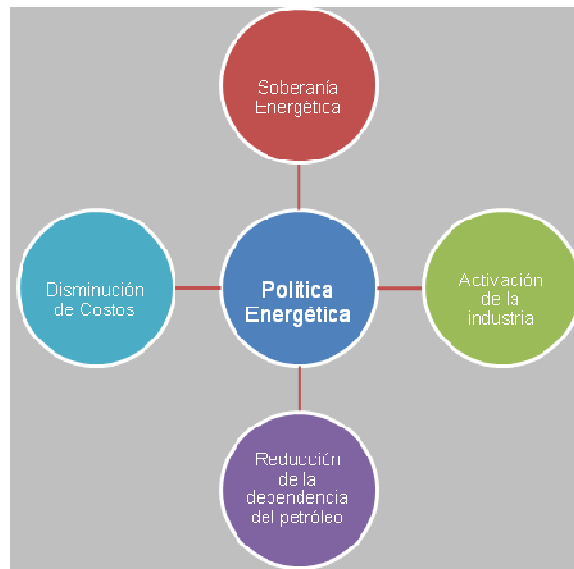 Soberanía
Energética
Disminución
de Costos
Política
Energética
Activación
de la
industria
Reducción
de la
dependencia
del petróleo